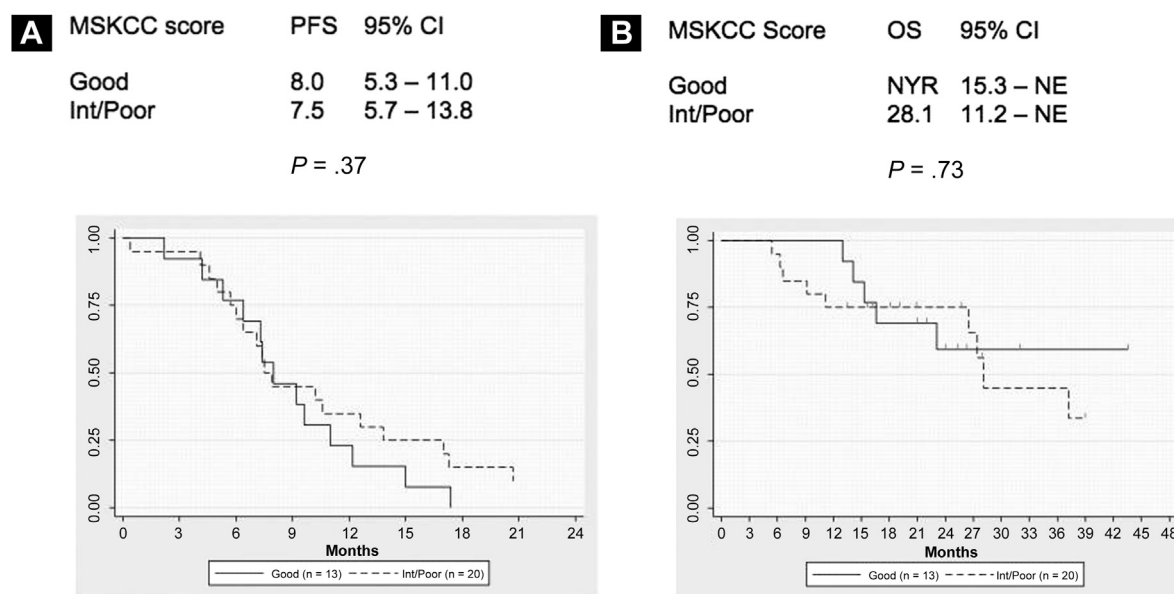 A
MSKCC score PFS 95% CI
Good 8.0 5.3 – 11.0
Int/Poor 7.5 5.7 – 13.8
P = .37
1.00
0.75
0.50
0.25
0.00
0 3 6 9 12 15 18 21 24
Months
Good (n = 13) Int/Poor (n = 20)
B
MSKCC Score OS 95% CI
Good NYR 15.3 – NE
Int/Poor 28.1 11.2 – NE
P = .73
1.00
0.75
0.50
0.25
0.00
0 3 6 9 12 15 18 21 24 27 30 33 36 39 42 45 48
Months
Good (n = 13) Int/Poor (n = 20)